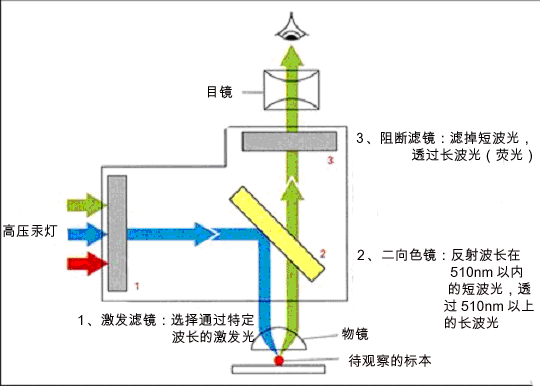 目镜
3
3、阻断滤镜：滤掉短波光，
透过长波光（荧光）
高压汞灯
2
2、二向色镜：反射波长在
510nm 以内
的短波光，透
过 510nm 以上
的长波光
1
1、激发滤镜：选择通过特定
波长的激发光
物镜
待观察的标本